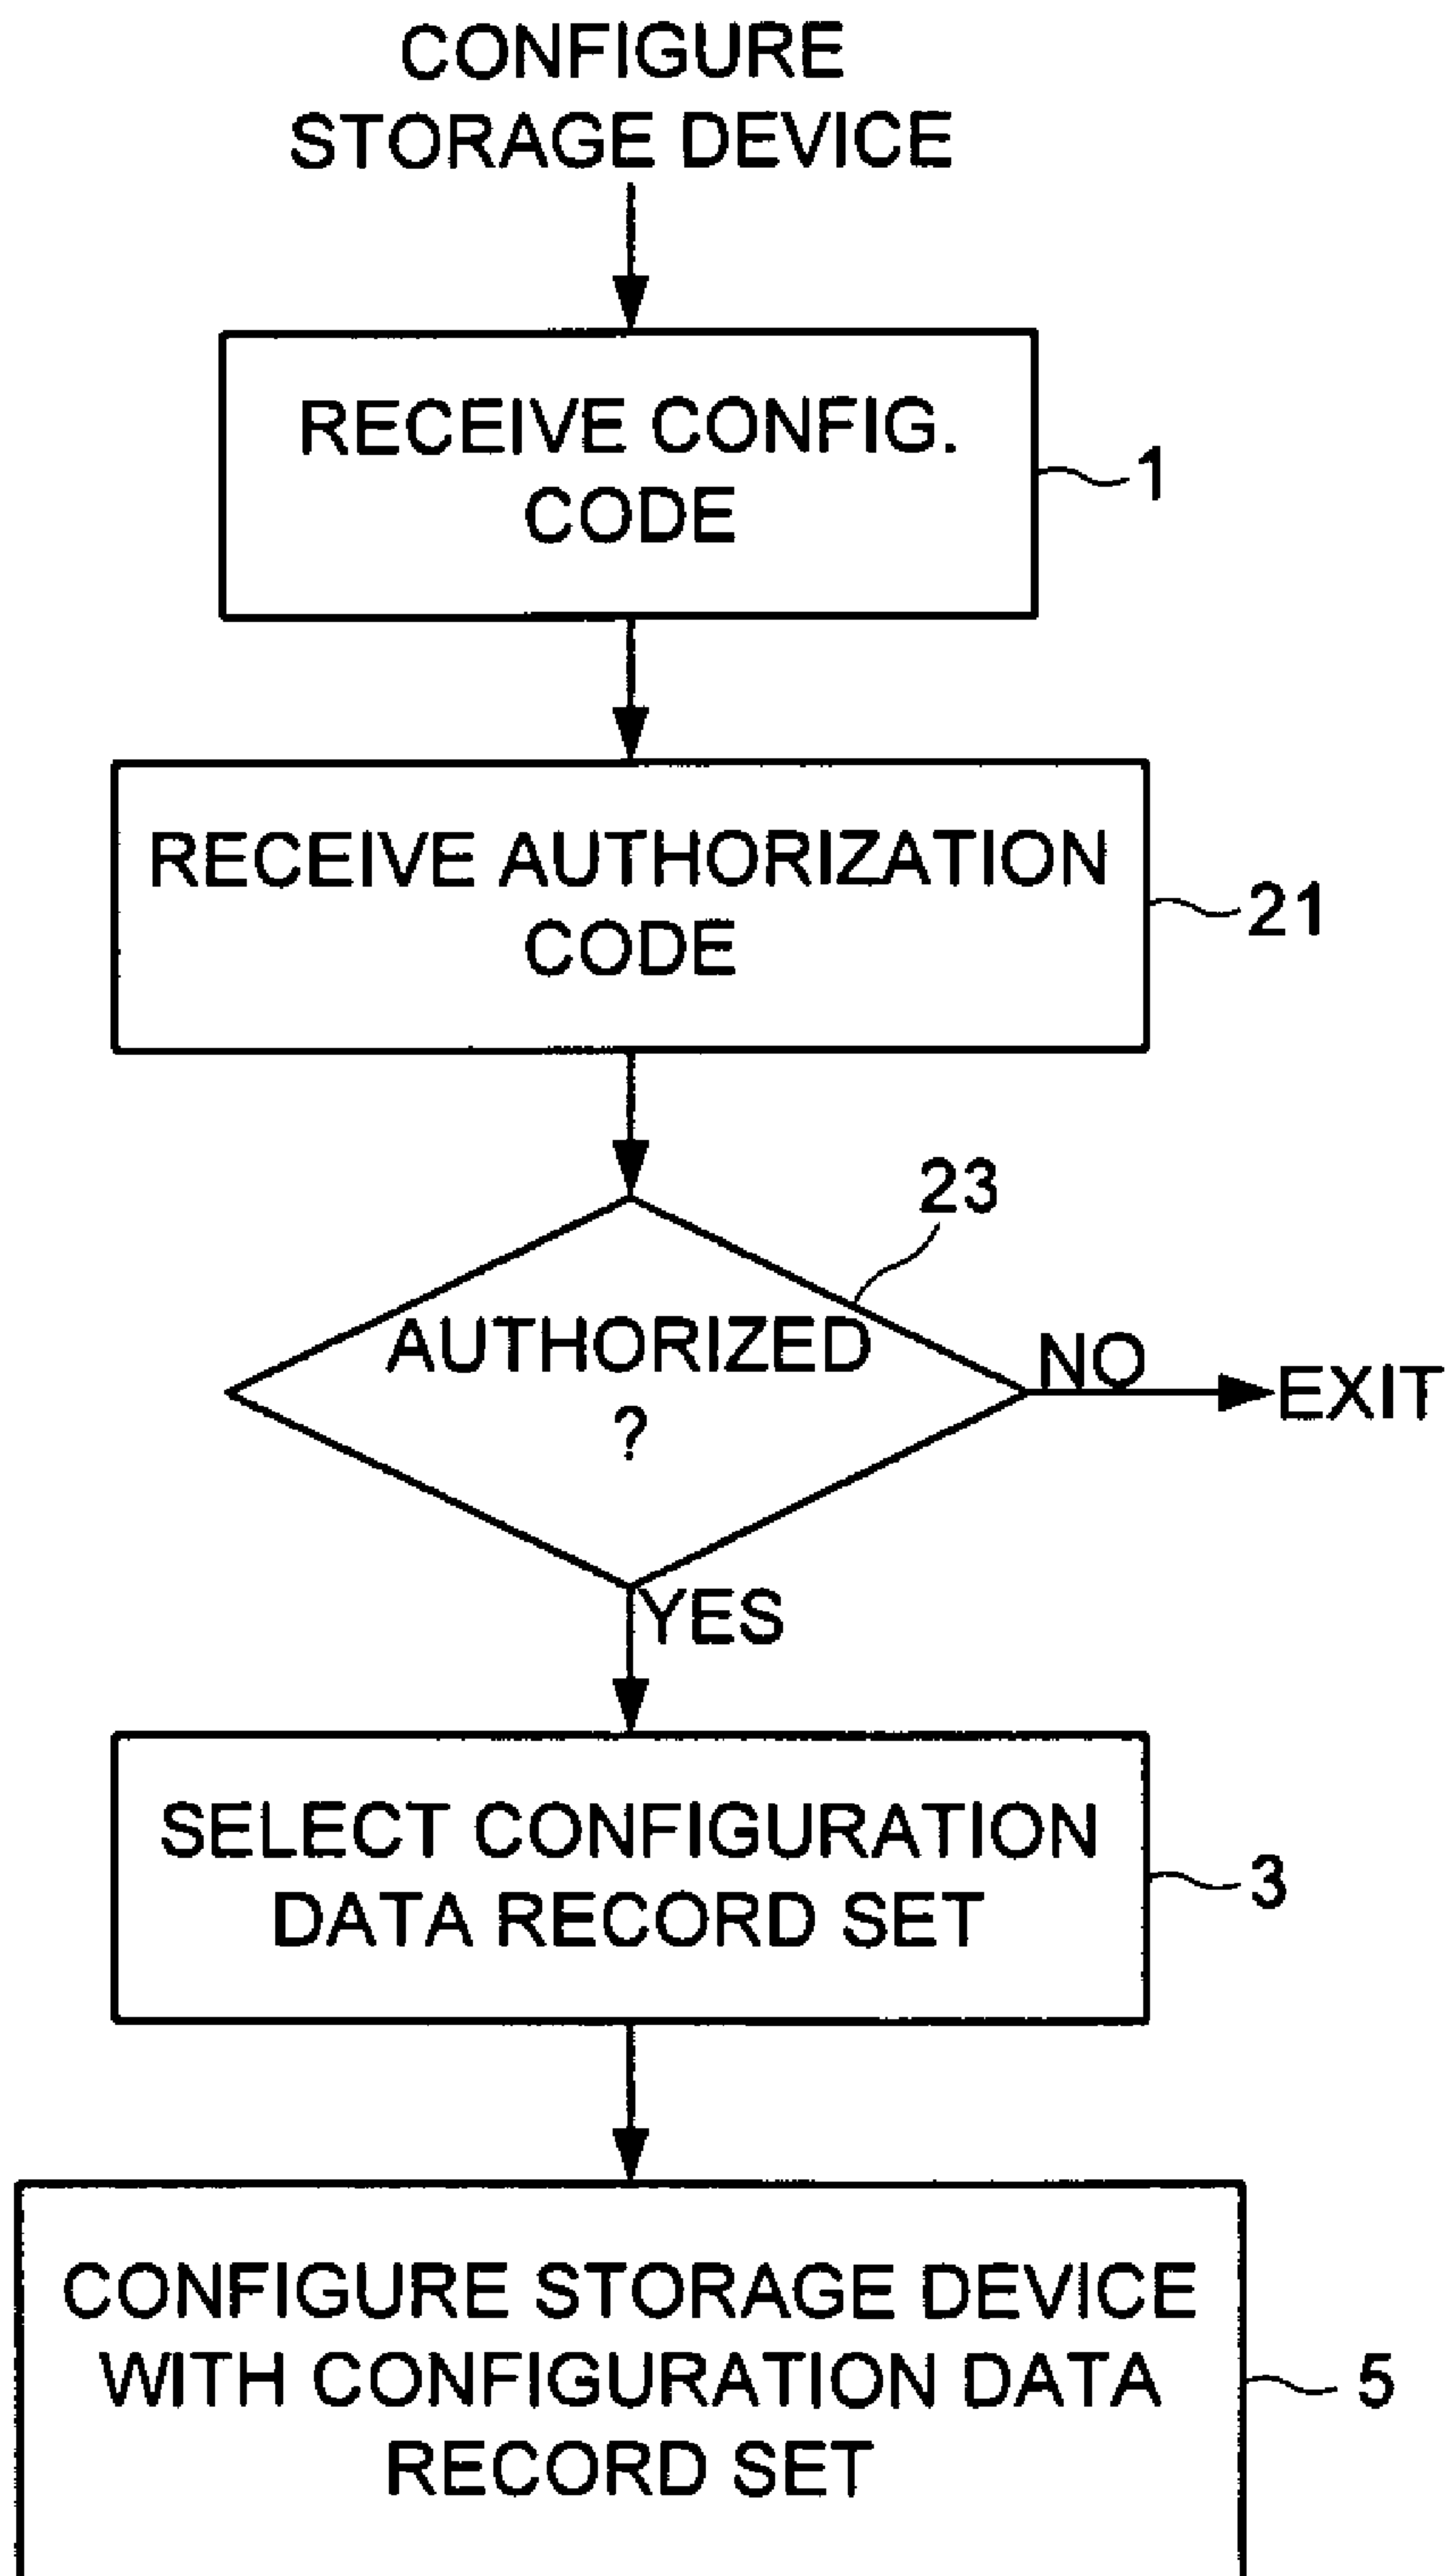 CONFIGURE
STORAGE DEVICE
RECEIVE CONFIG.
CODE
1
RECEIVE AUTHORIZATION
CODE
21
23
AUTHORIZED
?
NO
EXIT
YES
SELECT CONFIGURATION
DATA RECORD SET
3
CONFIGURE STORAGE DEVICE
WITH CONFIGURATION DATA
RECORD SET
5